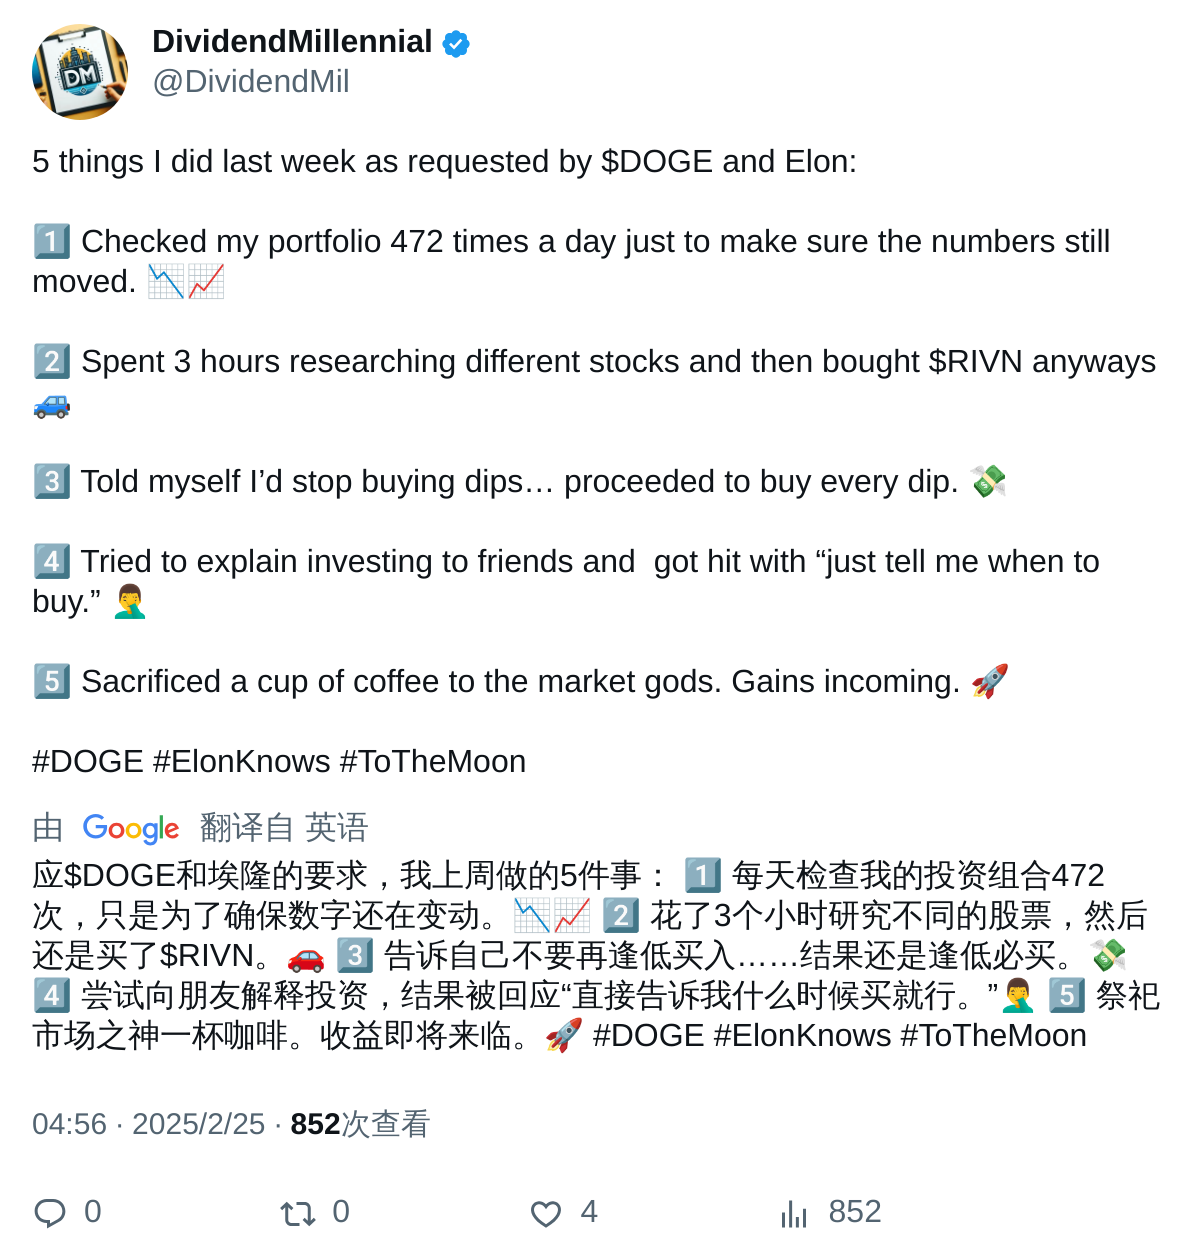 DM
DividendMillennial
@DividendMil
5 things I did last week as requested by $DOGE and Elon:
1️⃣ Checked my portfolio 472 times a day just to make sure the numbers still
moved. 📉📈
2️⃣ Spent 3 hours researching different stocks and then bought $RIVN anyways
🚙
3️⃣ Told myself I’d stop buying dips… proceeded to buy every dip. 💸
4️⃣ Tried to explain investing to friends and  got hit with “just tell me when to
buy.” 🤦‍♂️
5️⃣ Sacrificed a cup of coffee to the market gods. Gains incoming. 🚀
#DOGE #ElonKnows #ToTheMoon
由 Google 翻译自 英语
应$DOGE和埃隆的要求，我上周做的5件事： 1️⃣ 每天检查我的投资组合472
次，只是为了确保数字还在变动。📉📈 2️⃣ 花了3个小时研究不同的股票，然后
还是买了$RIVN。🚗 3️⃣ 告诉自己不要再逢低买入……结果还是逢低必买。💸
4️⃣ 尝试向朋友解释投资，结果被回应“直接告诉我什么时候买就行。”🤦‍♂️ 5️⃣ 祭祀
市场之神一杯咖啡。收益即将来临。🚀 #DOGE #ElonKnows #ToTheMoon
04:56 · 2025/2/25 · 852次查看
0 0 4 852